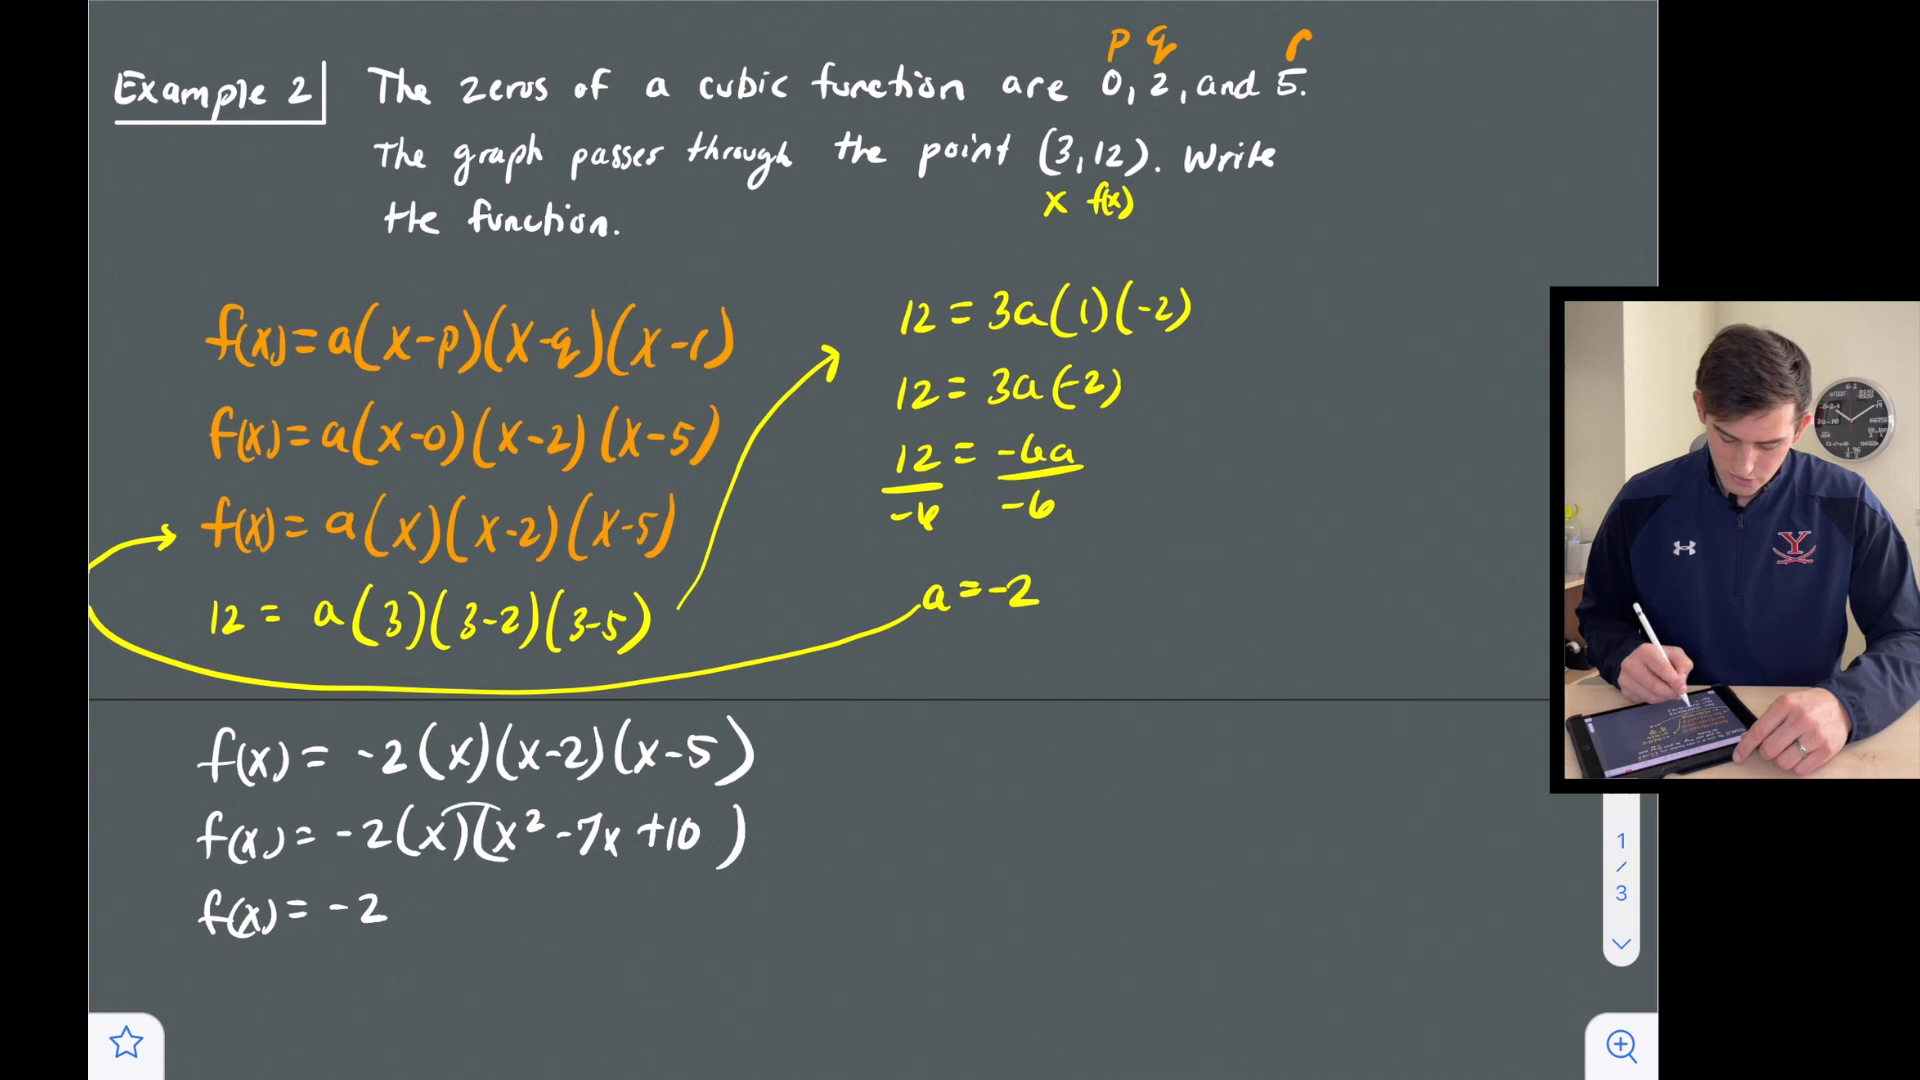 Example 2 The zeros of a cubic function are 0, 2, and 5.
p q r
The graph passes through the point (3,12). Write
x f(x)
the function.
f(x)=a(x-p)(x-q)(x-r)
f(x)=a(x-0)(x-2)(x-5)
f(x)=a(x)(x-2)(x-5)
12 = a(3)(3-2)(3-5)
12 = 3a(1)(-2)
12 = 3a(-2)
12 = -6a
-6 -6
a = -2
f(x) = -2(x)(x-2)(x-5)
f(x) = -2(x)(x²-7x+10)
f(x) = -2
1
/
3
Y